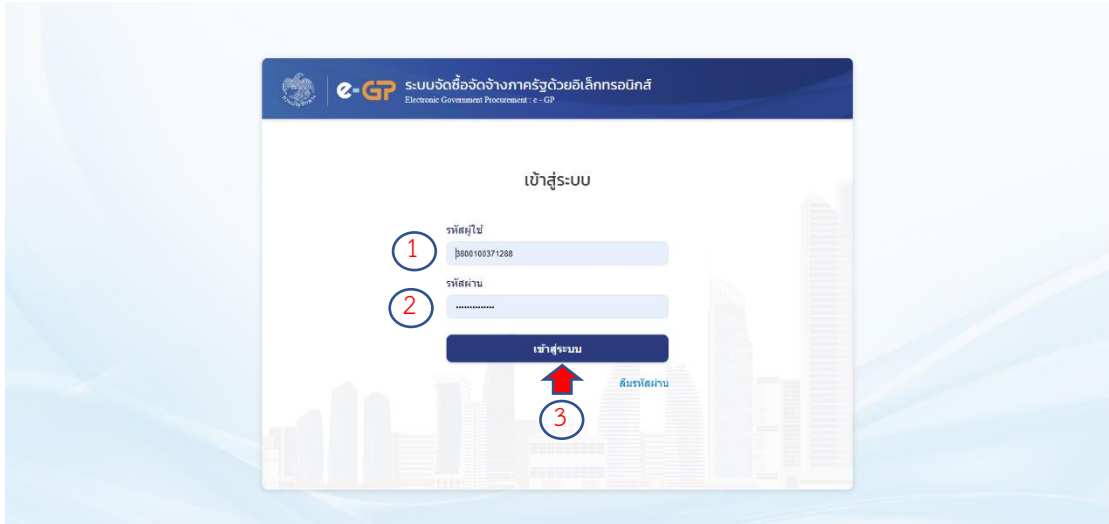 e-GP ระบบจัดซื้อจัดจ้างภาครัฐด้วยอิเล็กทรอนิกส์
Electronic Government Procurement : e - GP
เข้าสู่ระบบ
รหัสผู้ใช้
1 3800100371288
รหัสผ่าน
2 •••••••••••••
เข้าสู่ระบบ
ลืมรหัสผ่าน
3